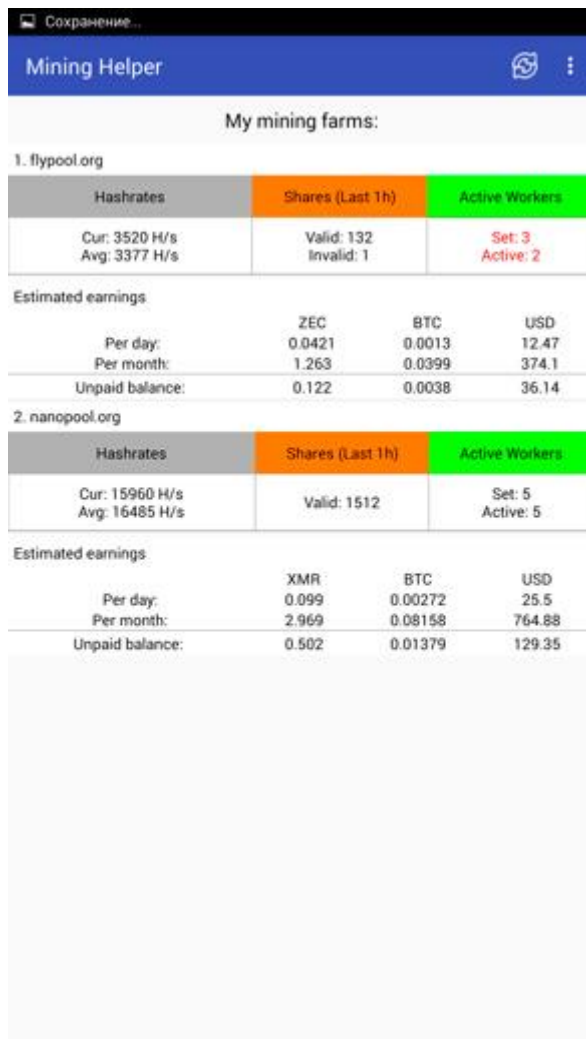 Сохранение...
Mining Helper
My mining farms:
1. flypool.org
Hashrates Shares (Last 1h) Active Workers
Cur: 3520 H/s Valid: 132 Set: 3
Avg: 3377 H/s Invalid: 1 Active: 2
Estimated earnings
ZEC BTC USD
Per day: 0.0421 0.0013 12.47
Per month: 1.263 0.0399 374.1
Unpaid balance: 0.122 0.0038 36.14
2. nanopool.org
Hashrates Shares (Last 1h) Active Workers
Cur: 15960 H/s Valid: 1512 Set: 5
Avg: 16485 H/s Active: 5
Estimated earnings
XMR BTC USD
Per day: 0.099 0.00272 25.5
Per month: 2.969 0.08158 764.88
Unpaid balance: 0.502 0.01379 129.35